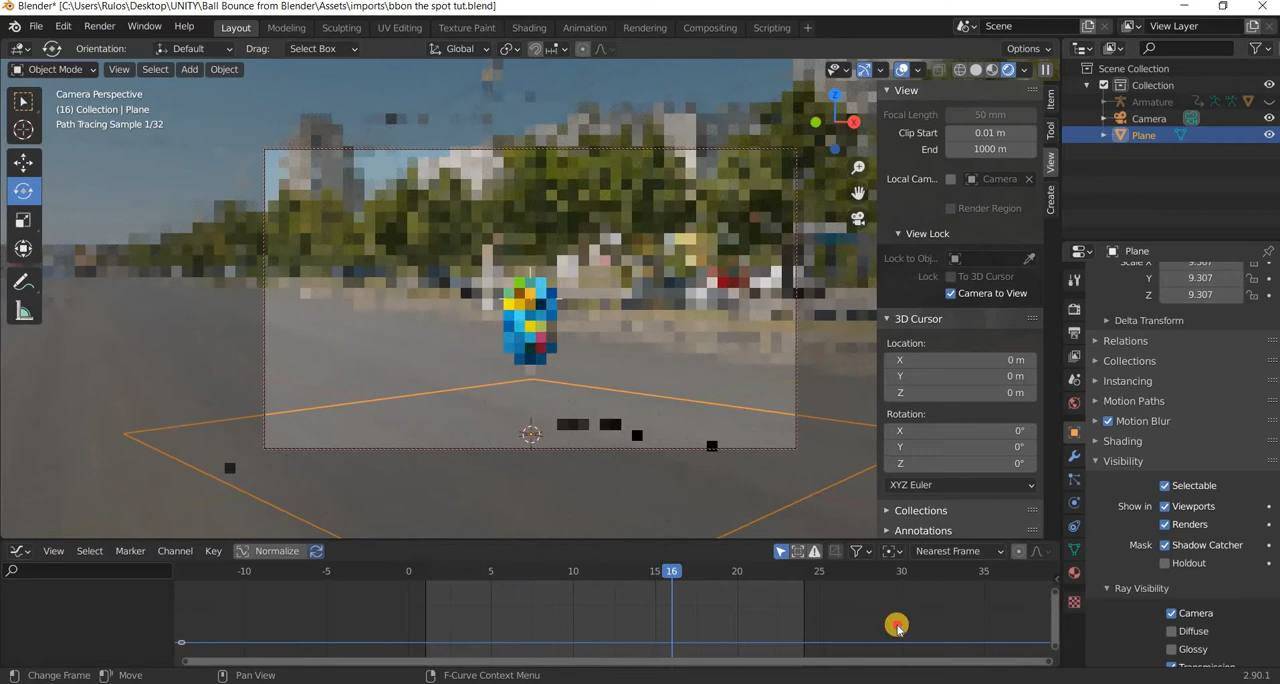 Blender* [C:\Users\Rulos\Desktop\UNITY\Ball Bounce from Blender\Assets\imports\bbon the spot tut.blend]
File Edit Render Window Help Layout Modeling Sculpting UV Editing Texture Paint Shading Animation Rendering Compositing Scripting + Scene View Layer
Orientation: Default Drag: Select Box Global Options
Object Mode View Select Add Object
Camera Perspective
(16) Collection | Plane
Path Tracing Sample 1/32
Z
X
View
Focal Length 50 mm
Clip Start 0.01 m
End 1000 m
Local Cam... Camera
Render Region
View Lock
Lock to Obj...
Lock To 3D Cursor
Camera to View
3D Cursor
Location:
X 0 m
Y 0 m
Z 0 m
Rotation:
X 0°
Y 0°
Z 0°
XYZ Euler
Collections
Annotations
Item
Tool
View
Create
Scene Collection
Collection
Armature
Camera
Plane
Plane
Scale X 9.307
Y 9.307
Z 9.307
Delta Transform
Relations
Collections
Instancing
Motion Paths
Motion Blur
Shading
Visibility
Selectable
Show in Viewports
Renders
Mask Shadow Catcher
Holdout
Ray Visibility
Camera
Diffuse
Glossy
Transmission
View Select Marker Channel Key Normalize Nearest Frame
-10 -5 0 5 10 15 16 20 25 30 35
Change Frame Move Pan View F-Curve Context Menu 2.90.1